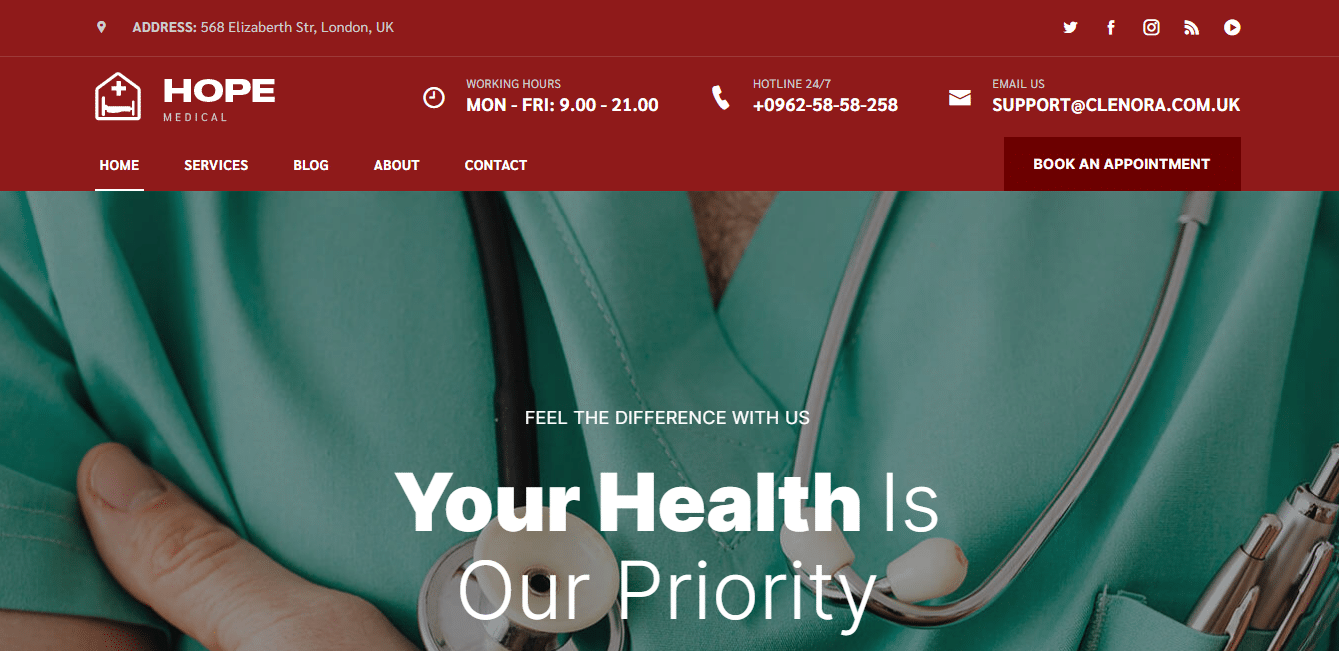 ADDRESS: 568 Elizaberth Str, London, UK
HOPE
MEDICAL
WORKING HOURS
MON - FRI: 9.00 - 21.00
HOTLINE 24/7
+0962-58-58-258
EMAIL US
SUPPORT@CLENORA.COM.UK
HOME SERVICES BLOG ABOUT CONTACT
BOOK AN APPOINTMENT
FEEL THE DIFFERENCE WITH US
Your Health Is
Our Priority